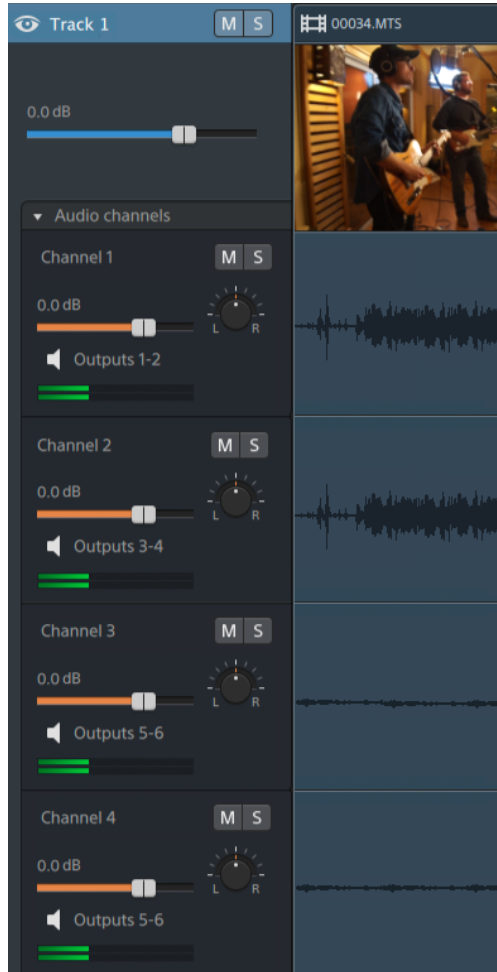 Track 1
M S
00034.MTS
0.0 dB
Audio channels
Channel 1
M S
0.0 dB
L R
Outputs 1-2
Channel 2
M S
0.0 dB
L R
Outputs 3-4
Channel 3
M S
0.0 dB
L R
Outputs 5-6
Channel 4
M S
0.0 dB
L R
Outputs 5-6